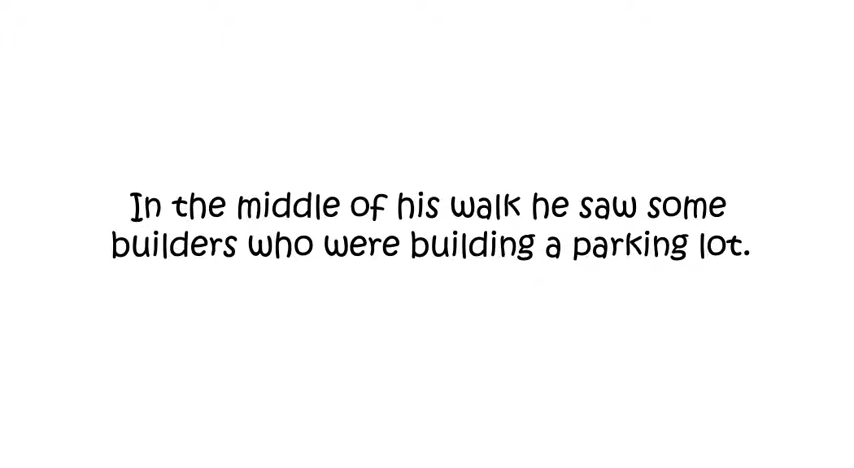 In the middle of his walk he saw some
builders who were building a parking lot.